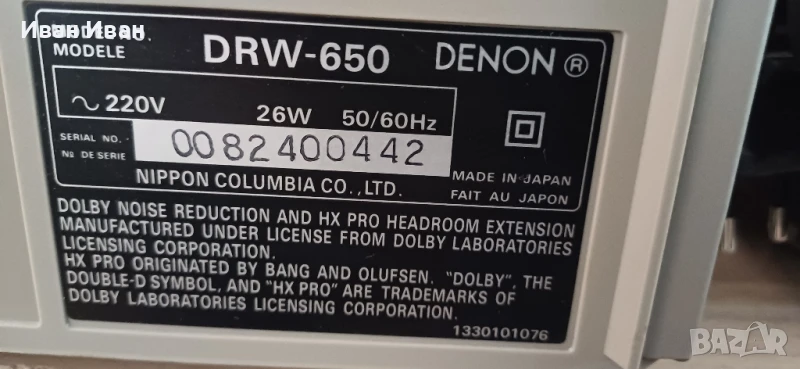 Иван Иван
MODELE
DRW-650 DENON ®
~ 220V 26W 50/60Hz
SERIAL NO.
№ DE SERIE
0082400442
NIPPON COLUMBIA CO., LTD.
MADE IN JAPAN
FAIT AU JAPON
DOLBY NOISE REDUCTION AND HX PRO HEADROOM EXTENSION
MANUFACTURED UNDER LICENSE FROM DOLBY LABORATORIES
LICENSING CORPORATION.
HX PRO ORIGINATED BY BANG AND OLUFSEN. "DOLBY", THE
DOUBLE-D SYMBOL, AND "HX PRO" ARE TRADEMARKS OF
DOLBY LABORATORIES LICENSING CORPORATION.
1330101076
BAZAR